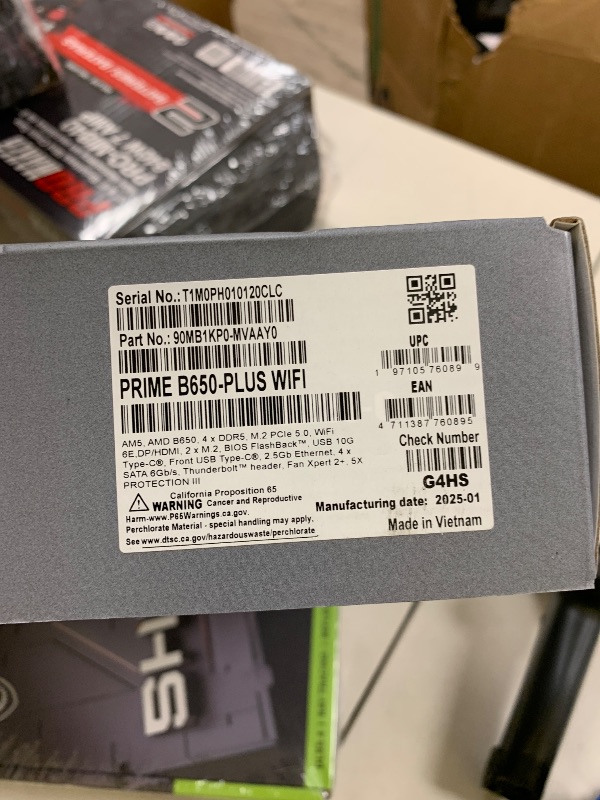 Serial No.: T1M0PH010120CLC
Part No.: 90MB1KP0-MVAAY0
PRIME B650-PLUS WIFI
AM5, AMD B650, 4 x DDR5, M.2 PCIe 5.0, WiFi
6E,DP/HDMI, 2 x M.2, BIOS FlashBack™, USB 10G
Type-C®, Front USB Type-C®, 2.5Gb Ethernet, 4 x
SATA 6Gb/s, Thunderbolt™ header, Fan Xpert 2+, 5X
PROTECTION III
California Proposition 65
WARNING Cancer and Reproductive
Harm-www.P65Warnings.ca.gov.
Perchlorate Material - special handling may apply.
See www.dtsc.ca.gov/hazardouswaste/perchlorate
UPC
1 97105 76089 9
EAN
4 711387 760895
Check Number
G4HS
Manufacturing date: 2025-01
Made in Vietnam
SH